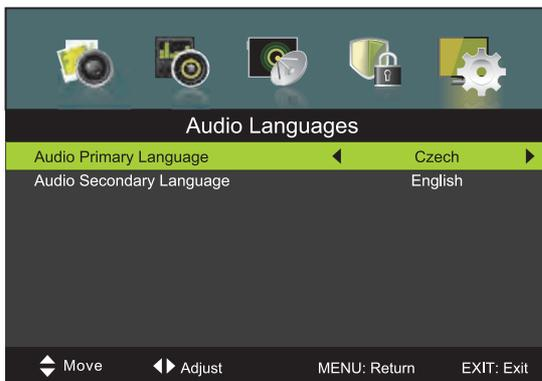 Audio Languages
Audio Primary Language Czech
Audio Secondary Language English
Move Adjust MENU: Return EXIT: Exit